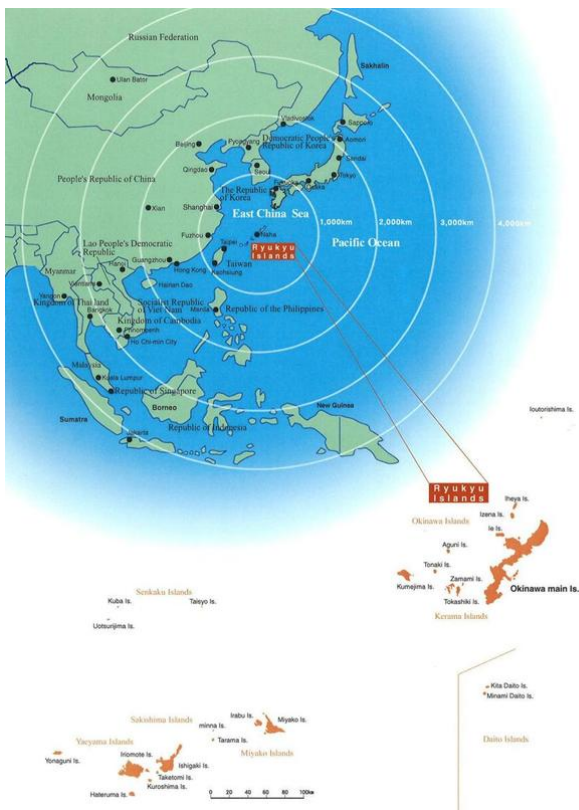 Russian Federation
Sakhalin
Ulan Bator
Mongolia
Vladivostok
Sapporo
Beijing
Pyongyang
Democratic People's
Republic of Korea
Aomori
Sendai
Seoul
Qingdao
Tokyo
People's Republic of China
The Republic
of Korea
Fukuoka
Osaka
Xian
Shanghai
East China Sea
1,000km
2,000km
3,000km
4,000km
Fuzhou
Naha
Pacific Ocean
Taipei
Ryukyu
Islands
Lao People's Democratic
Republic
Guangzhou
Hanoi
Taiwan
Hong Kong
Kaohsiung
Myanmar
Vientiane
Hainan Dao
Yangon
Kingdom of Thailand
Socialist Republic
of Viet Nam
Manila
Republic of the Philippines
Bangkok
Kingdom of Cambodia
Phnompenh
Ho Chi-min City
Malaysia
Kuala Lumpur
Republic of Singapore
Borneo
New Guinea
Sumatra
Republic of Indonesia
Jakarta
Ioutorishima Is.
Ryukyu
Islands
Iheya Is.
Izena Is.
Okinawa Islands
Ie Is.
Aguni Is.
Tonaki Is.
Zamami Is.
Kumejima Is.
Okinawa main Is.
Tokashiki Is.
Kerama Islands
Senkaku Islands
Kuba Is.
Taisyo Is.
Uotsurijima Is.
Kita Daito Is.
Minami Daito Is.
Daito Islands
Sakishima Islands
Irabu Is.
Miyako Is.
minna Is.
Tarama Is.
Miyako Islands
Yaeyama Islands
Yonaguni Is.
Iriomote Is.
Ishigaki Is.
Taketomi Is.
Kuroshima Is.
Hateruma Is.
0 20 40 60 80 100km